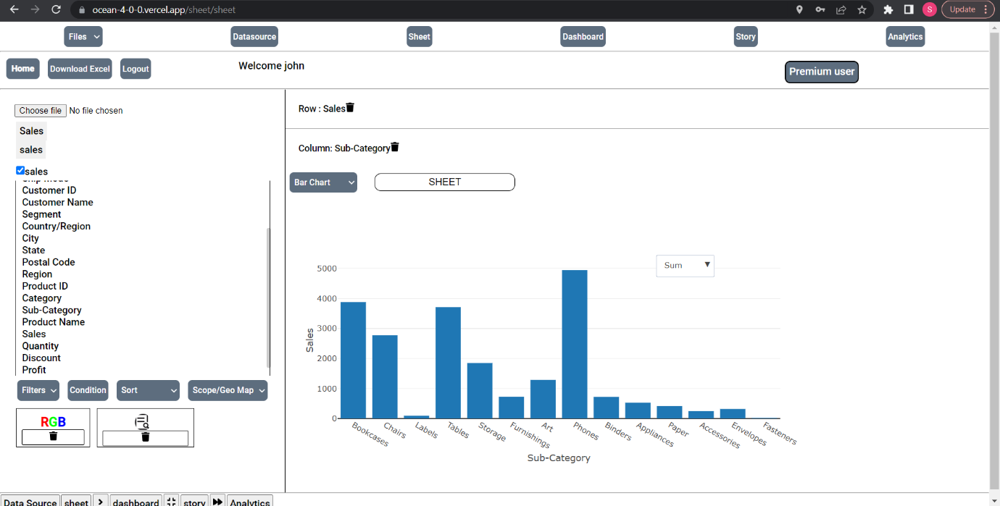 ocean-4-0-0.vercel.app/sheet/sheet
S
Update
Files
Datasource
Sheet
Dashboard
Story
Analytics
Home
Download Excel
Logout
Welcome john
Premium user
Choose file No file chosen
Sales
sales
sales
Ship Mode
Customer ID
Customer Name
Segment
Country/Region
City
State
Postal Code
Region
Product ID
Category
Sub-Category
Product Name
Sales
Quantity
Discount
Profit
Filters
Condition
Sort
Scope/Geo Map
RGB
Row : Sales
Column: Sub-Category
Bar Chart
SHEET
Sum
5000
4000
3000
2000
1000
0
Sales
Bookcases
Chairs
Labels
Tables
Storage
Furnishings
Art
Phones
Binders
Appliances
Paper
Accessories
Envelopes
Fasteners
Sub-Category
Data Source
sheet
dashboard
story
Analytics